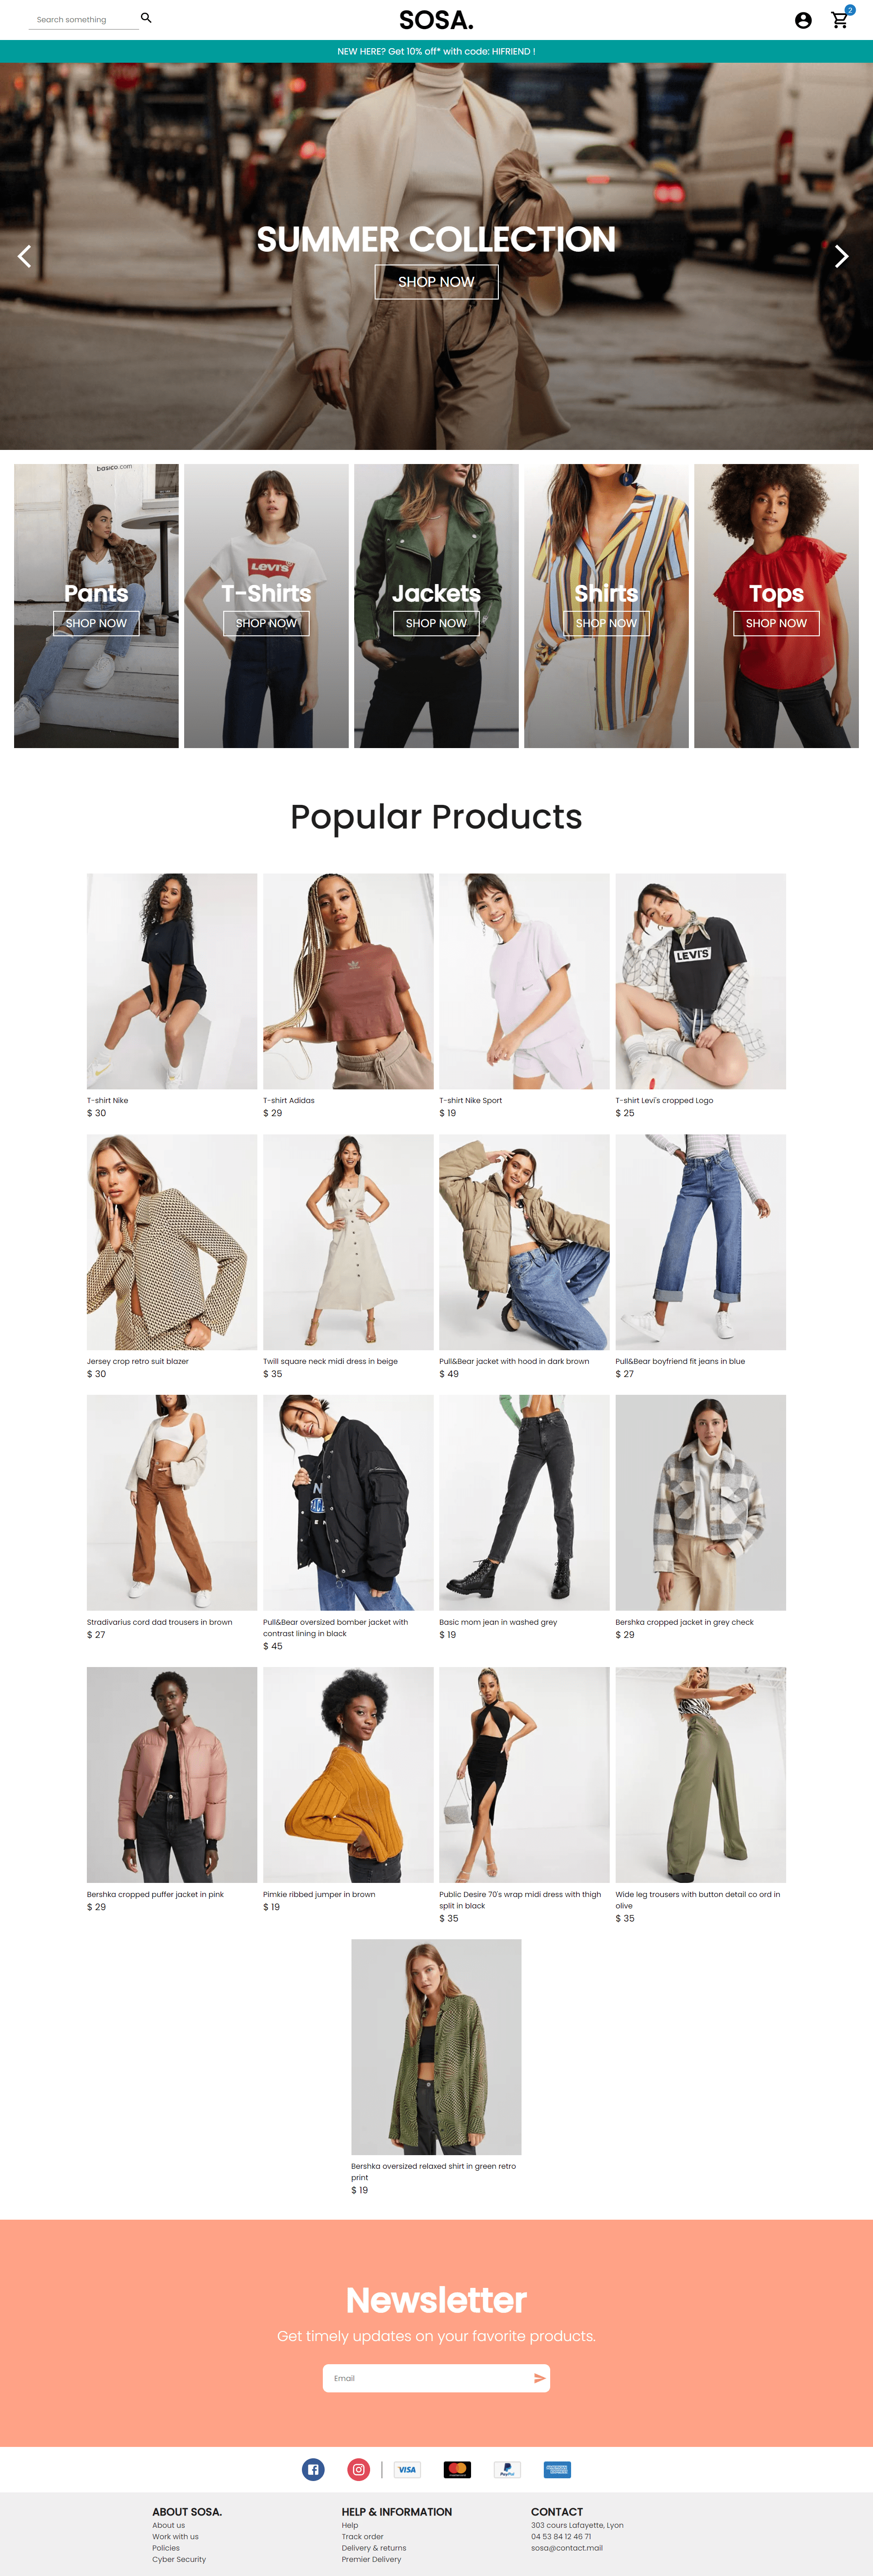 Search something
SOSA.
2
NEW HERE? Get 10% off* with code: HIFRIEND !
SUMMER COLLECTION
SHOP NOW
basico.com
Levi's
Pants
T-Shirts
Jackets
Shirts
Tops
SHOP NOW
SHOP NOW
SHOP NOW
SHOP NOW
SHOP NOW
Popular Products
LEVI'S
T-shirt Nike
$ 30
T-shirt Adidas
$ 29
T-shirt Nike Sport
$ 19
T-shirt Levi's cropped Logo
$ 25
Jersey crop retro suit blazer
$ 30
Twill square neck midi dress in beige
$ 35
Pull&Bear jacket with hood in dark brown
$ 49
Pull&Bear boyfriend fit jeans in blue
$ 27
Stradivarius cord dad trousers in brown
$ 27
Pull&Bear oversized bomber jacket with
contrast lining in black
$ 45
Basic mom jean in washed grey
$ 19
Bershka cropped jacket in grey check
$ 29
Bershka cropped puffer jacket in pink
$ 29
Pimkie ribbed jumper in brown
$ 19
Public Desire 70's wrap midi dress with thigh
split in black
$ 35
Wide leg trousers with button detail co ord in
olive
$ 35
Bershka oversized relaxed shirt in green retro
print
$ 19
Newsletter
Get timely updates on your favorite products.
Email
VISA
PayPal
ABOUT SOSA.
About us
Work with us
Policies
Cyber Security
HELP & INFORMATION
Help
Track order
Delivery & returns
Premier Delivery
CONTACT
303 cours Lafayette, Lyon
04 53 84 12 46 71
sosa@contact.mail